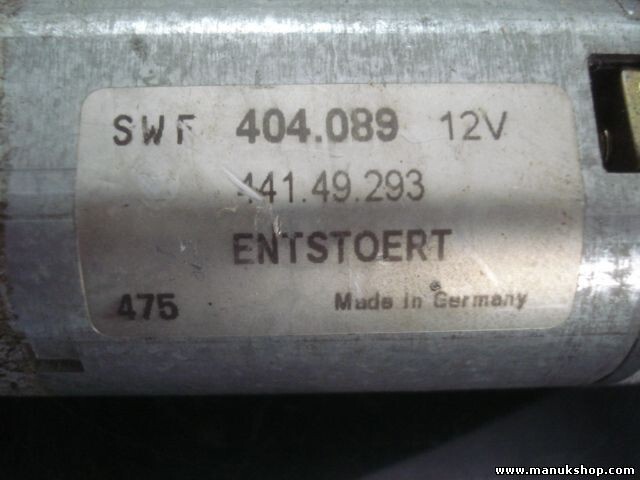 SWF 404.089 12V
441.49.293
ENTSTOERT
475 Made in Germany
www.manukshop.com